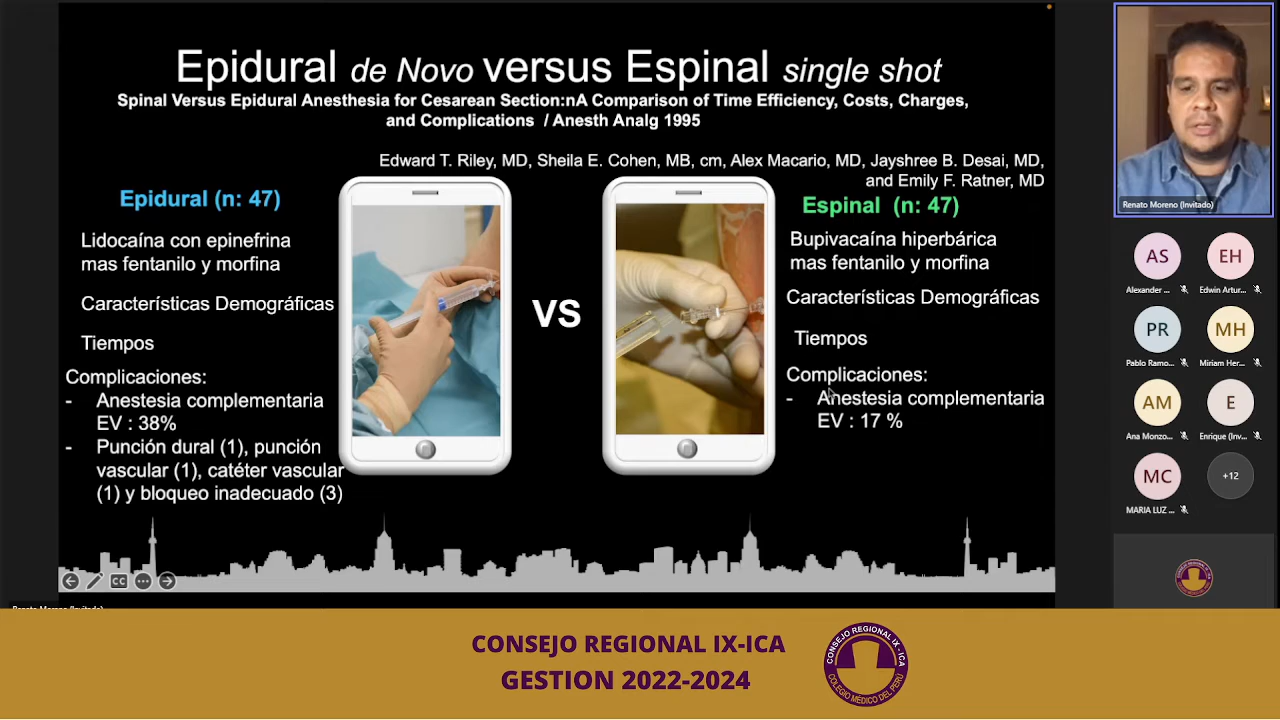 Epidural de Novo versus Espinal single shot
Spinal Versus Epidural Anesthesia for Cesarean Section:nA Comparison of Time Efficiency, Costs, Charges,
and Complications / Anesth Analg 1995
Edward T. Riley, MD, Sheila E. Cohen, MB, cm, Alex Macario, MD, Jayshree B. Desai, MD,
and Emily F. Ratner, MD
Epidural (n: 47)
Lidocaína con epinefrina
mas fentanilo y morfina
Características Demográficas
Tiempos
Complicaciones:
- Anestesia complementaria
EV : 38%
- Punción dural (1), punción
vascular (1), catéter vascular
(1) y bloqueo inadecuado (3)
VS
Espinal (n: 47)
Bupivacaína hiperbárica
mas fentanilo y morfina
Características Demográficas
Tiempos
Complicaciones:
- Anestesia complementaria
EV : 17 %
CC
Renato Moreno (Invitado)
Renato Moreno (Invitado)
AS
Alexander ...
EH
Edwin Artur...
PR
Pablo Ramo...
MH
Miriam Her...
AM
Ana Monzo...
E
Enrique (Inv...
MC
MARIA LUZ ...
+12
CONSEJO REGIONAL IX-ICA
GESTION 2022-2024
CONSEJO REGIONAL IX - ICA
COLEGIO MÉDICO DEL PERÚ